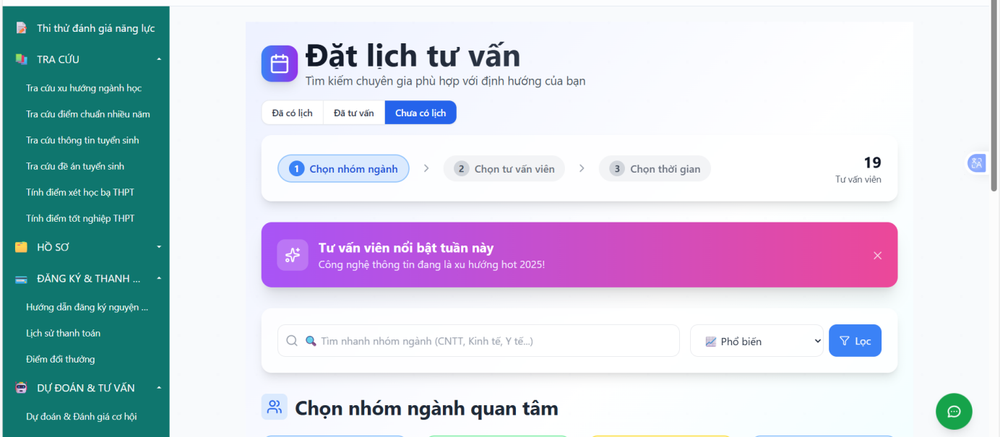 Thi thử đánh giá năng lực
TRA CỨU
Tra cứu xu hướng ngành học
Tra cứu điểm chuẩn nhiều năm
Tra cứu thông tin tuyển sinh
Tra cứu đề án tuyển sinh
Tính điểm xét học bạ THPT
Tính điểm tốt nghiệp THPT
HỒ SƠ
ĐĂNG KÝ & THANH ...
Hướng dẫn đăng ký nguyện ...
Lịch sử thanh toán
Điểm đổi thưởng
DỰ ĐOÁN & TƯ VẤN
Dự đoán & Đánh giá cơ hội
Đặt lịch tư vấn
Tìm kiếm chuyên gia phù hợp với định hướng của bạn
Đã có lịch
Đã tư vấn
Chưa có lịch
1 Chọn nhóm ngành
2 Chọn tư vấn viên
3 Chọn thời gian
19
Tư vấn viên
Tư vấn viên nổi bật tuần này
Công nghệ thông tin đang là xu hướng hot 2025!
Tìm nhanh nhóm ngành (CNTT, Kinh tế, Y tế...)
Phổ biến
Lọc
Chọn nhóm ngành quan tâm